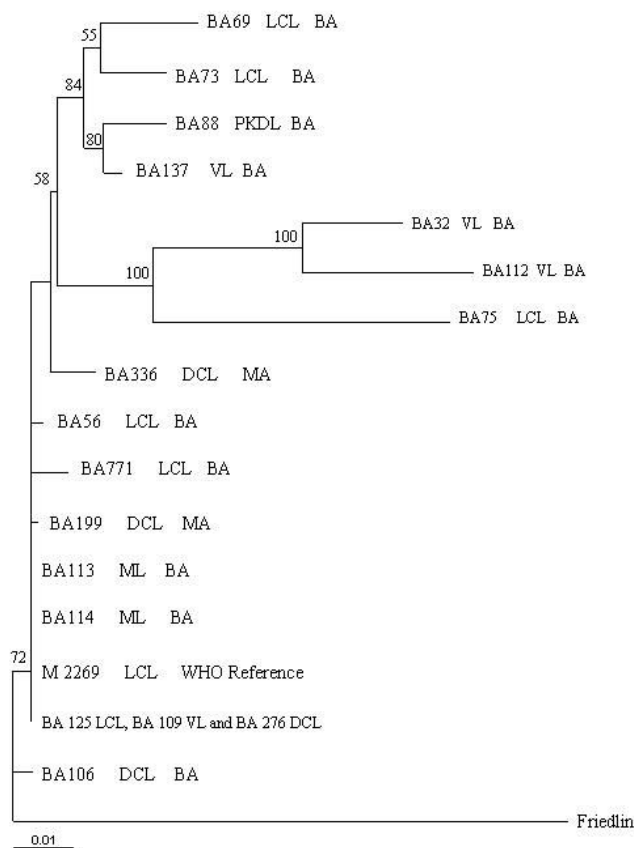 BA69 LCL BA
55
BA73 LCL BA
84
BA88 PKDL BA
80
BA137 VL BA
58
BA32 VL BA
100
BA112 VL BA
100
BA75 LCL BA
BA336 DCL MA
BA56 LCL BA
BA771 LCL BA
BA199 DCL MA
BA113 ML BA
BA114 ML BA
72
M 2269 LCL WHO Reference
BA 125 LCL, BA 109 VL and BA 276 DCL
BA106 DCL BA
Friedlin
0.01